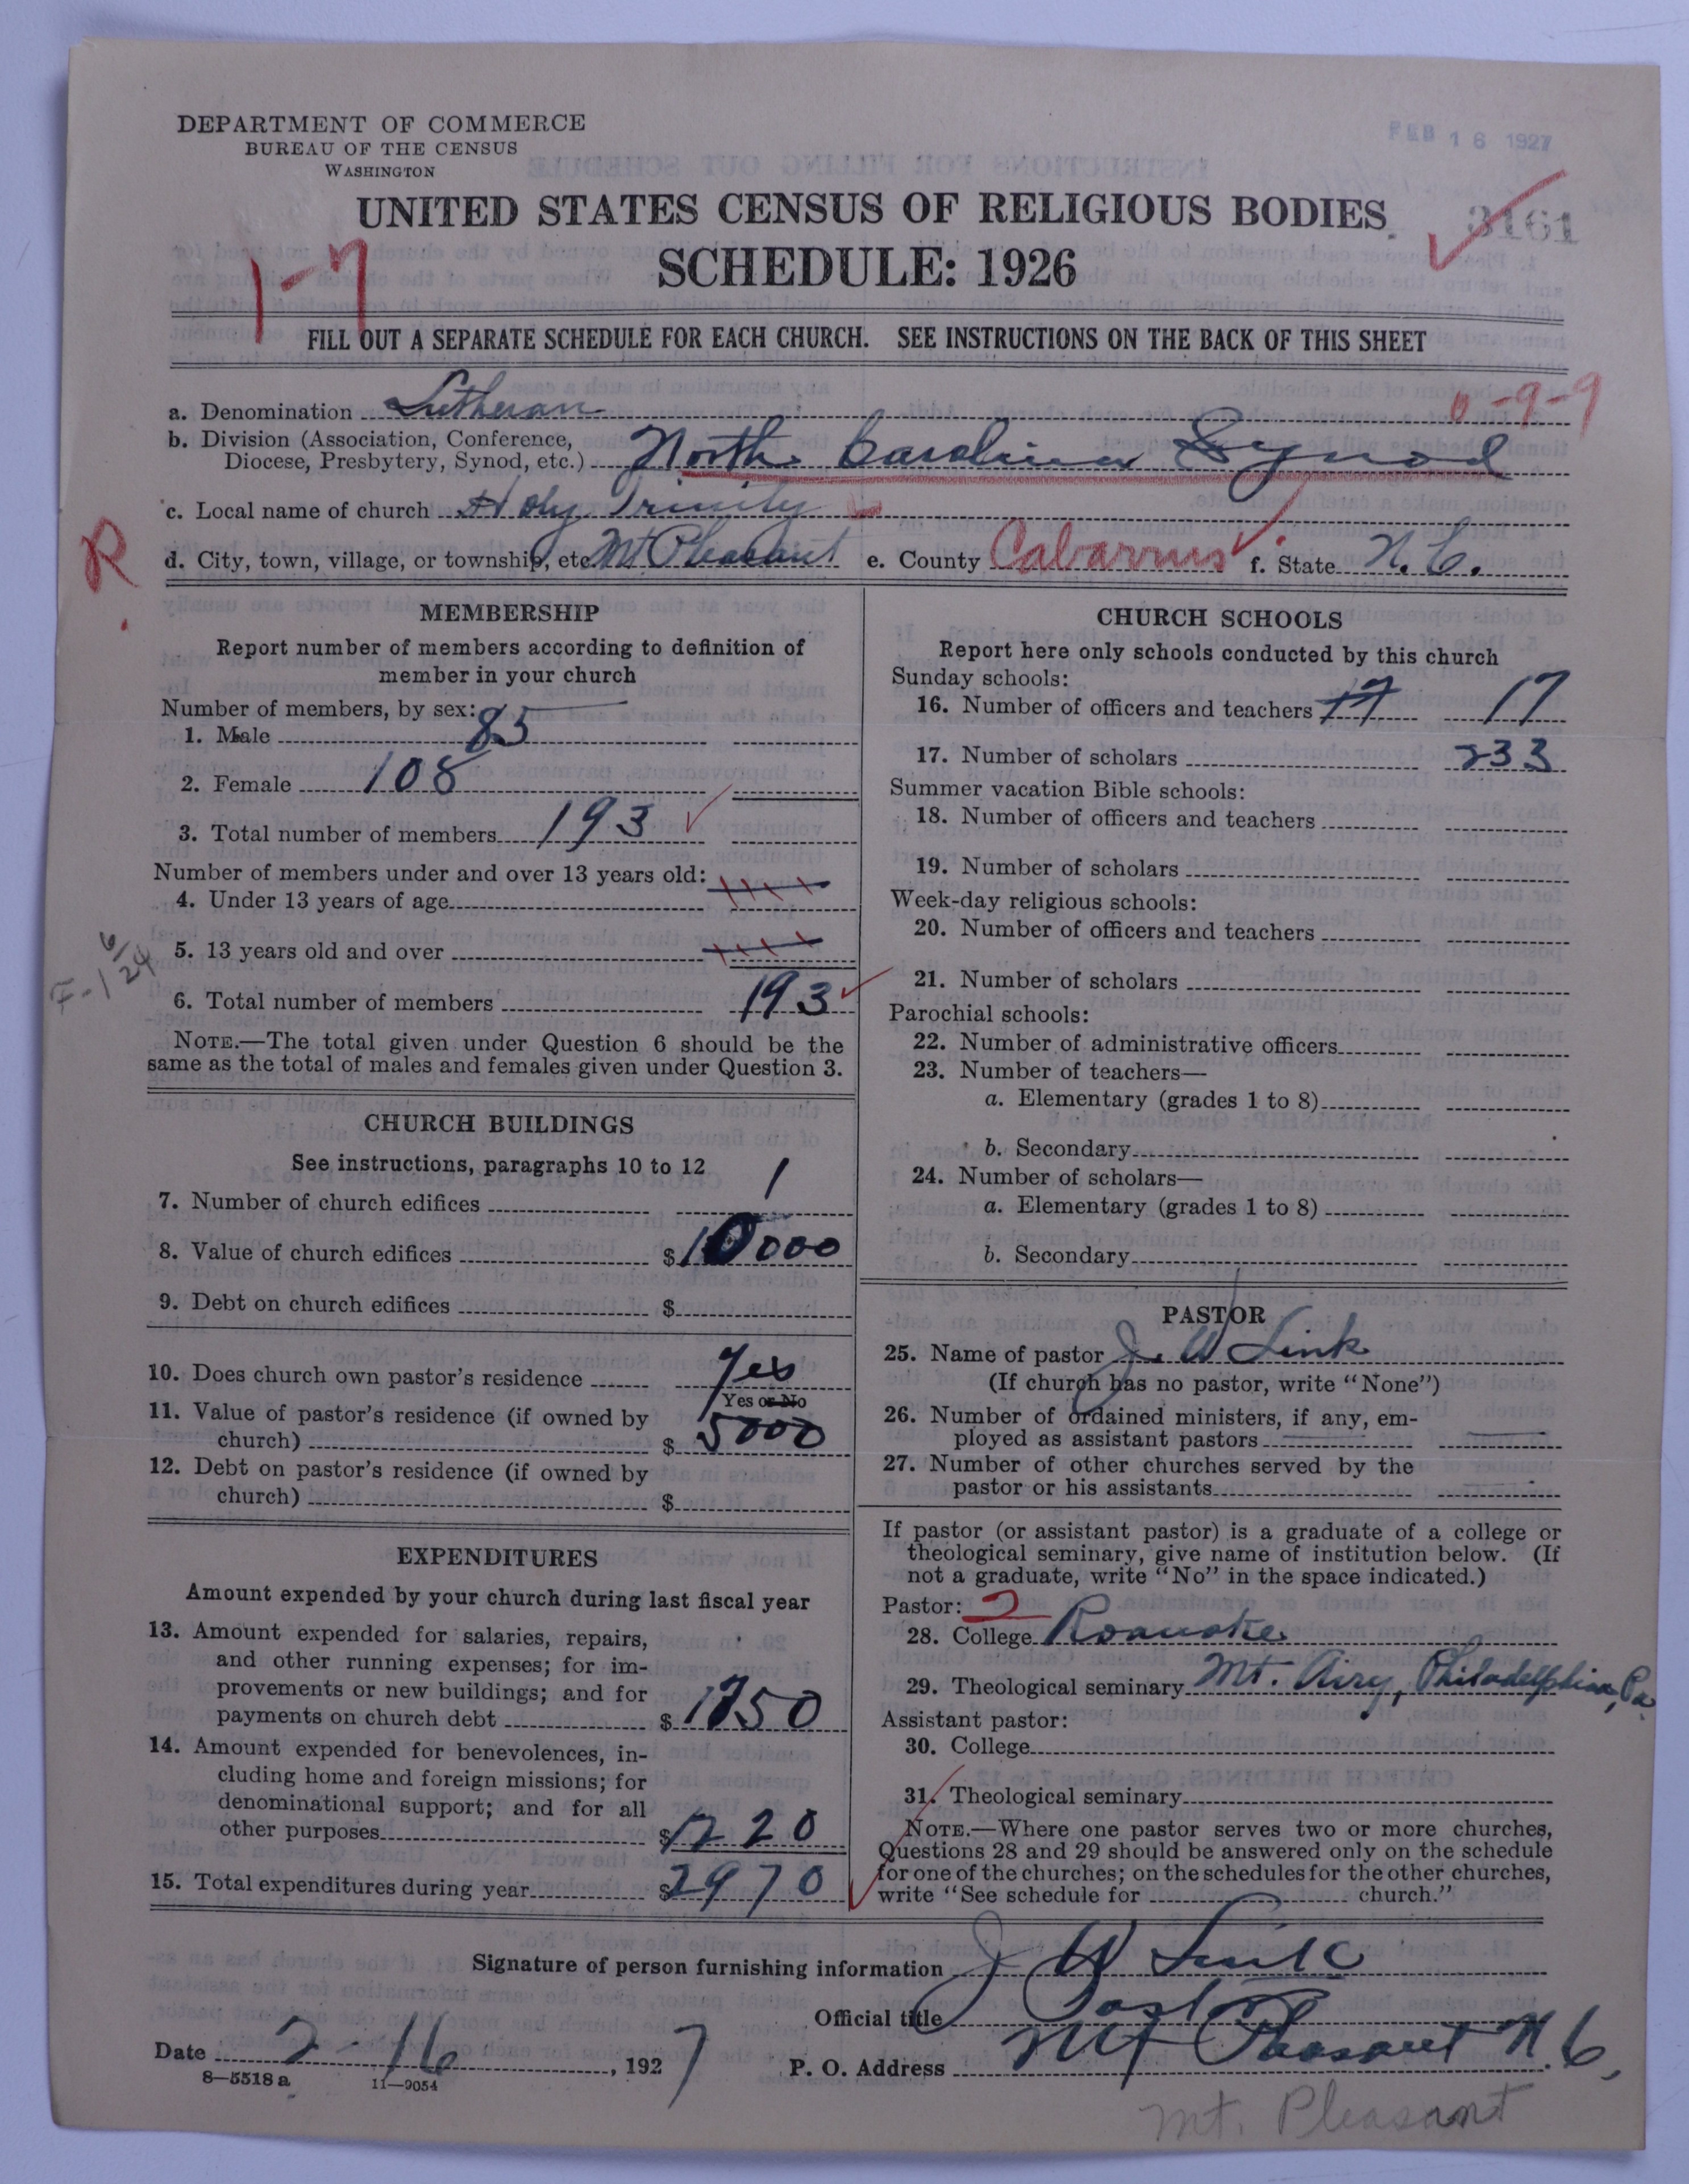 DEPARTMENT OF COMMERCE
BUREAU OF THE CENSUS
WASHINGTON
FEB 16 1927
UNITED STATES CENSUS OF RELIGIOUS BODIES
3161
SCHEDULE: 1926
1-7
FILL OUT A SEPARATE SCHEDULE FOR EACH CHURCH. SEE INSTRUCTIONS ON THE BACK OF THIS SHEET
a. Denomination Lutheran
0-9-9
b. Division (Association, Conference,
Diocese, Presbytery, Synod, etc.) North Carolina Synod
c. Local name of church Holy Trinity
R.
d. City, town, village, or township, etc. Mt Pleasant e. County Cabarrus f. State N. C.
MEMBERSHIP
Report number of members according to definition of
member in your church
Number of members, by sex:
1. Male 85
2. Female 108
3. Total number of members 193
Number of members under and over 13 years old:
4. Under 13 years of age
5. 13 years old and over
6. Total number of members 193
NOTE.—The total given under Question 6 should be the
same as the total of males and females given under Question 3.
CHURCH BUILDINGS
See instructions, paragraphs 10 to 12
7. Number of church edifices 1
8. Value of church edifices $10000
9. Debt on church edifices $
10. Does church own pastor's residence Yes
Yes or No
11. Value of pastor's residence (if owned by
church) $ 5000
12. Debt on pastor's residence (if owned by
church) $
EXPENDITURES
Amount expended by your church during last fiscal year
13. Amount expended for salaries, repairs,
and other running expenses; for im-
provements or new buildings; and for
payments on church debt $ 1750
14. Amount expended for benevolences, in-
cluding home and foreign missions; for
denominational support; and for all
other purposes $1220
15. Total expenditures during year $2970
CHURCH SCHOOLS
Report here only schools conducted by this church
Sunday schools:
16. Number of officers and teachers 17 17
17. Number of scholars 233
Summer vacation Bible schools:
18. Number of officers and teachers
19. Number of scholars
Week-day religious schools:
20. Number of officers and teachers
21. Number of scholars
Parochial schools:
22. Number of administrative officers
23. Number of teachers—
a. Elementary (grades 1 to 8)
b. Secondary
24. Number of scholars—
a. Elementary (grades 1 to 8)
b. Secondary
PASTOR
25. Name of pastor J. W Link
(If church has no pastor, write "None")
26. Number of ordained ministers, if any, em-
ployed as assistant pastors
27. Number of other churches served by the
pastor or his assistants
If pastor (or assistant pastor) is a graduate of a college or
theological seminary, give name of institution below. (If
not a graduate, write "No" in the space indicated.)
Pastor: 2
28. College Roanoke
29. Theological seminary Mt. Airy, Philadelphia, Pa.
Assistant pastor:
30. College
31. Theological seminary
NOTE.—Where one pastor serves two or more churches,
Questions 28 and 29 should be answered only on the schedule
for one of the churches; on the schedules for the other churches,
write "See schedule for church."
Signature of person furnishing information J W Link
Official title Pastor
Date 2-16, 1927
P. O. Address Mt Pleasant N. C.
8—5518 a 11—9054
Mt. Pleasant